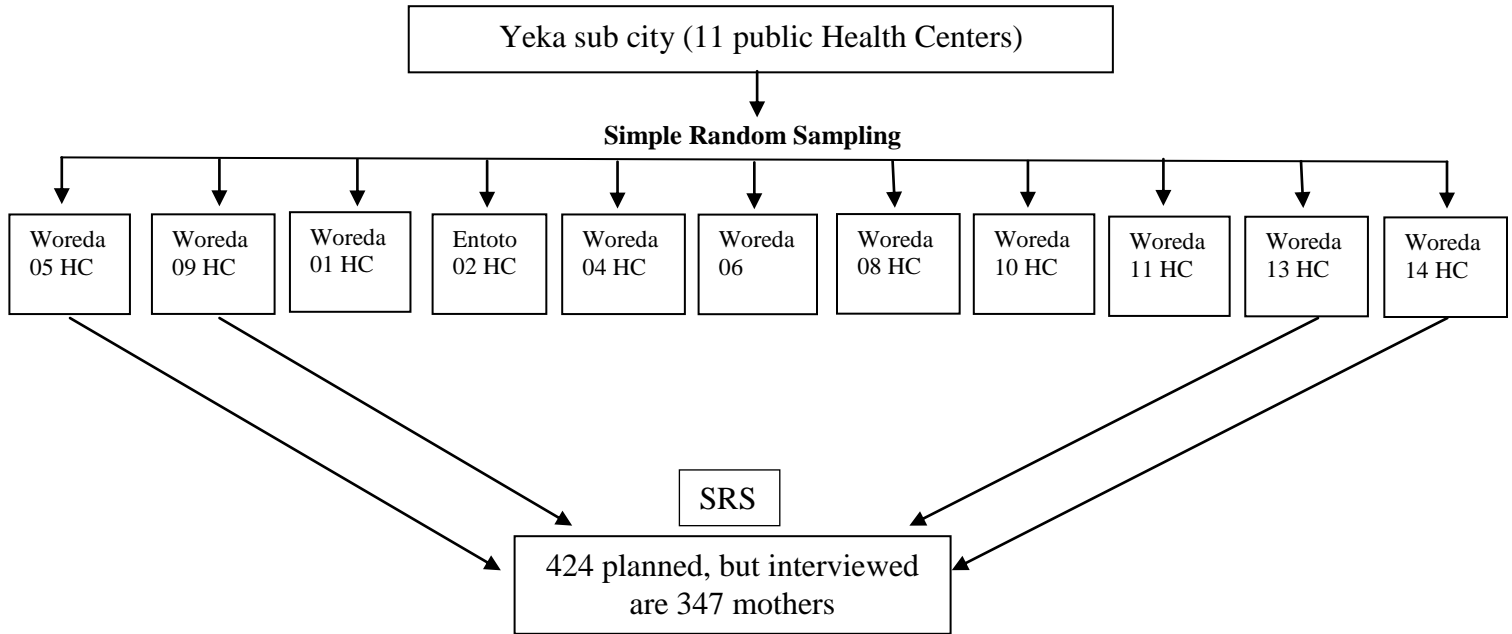 Yeka sub city (11 public Health Centers)
Simple Random Sampling
Woreda
05 HC
Woreda
09 HC
Woreda
01 HC
Entoto
02 HC
Woreda
04 HC
Woreda
06
Woreda
08 HC
Woreda
10 HC
Woreda
11 HC
Woreda
13 HC
Woreda
14 HC
SRS
424 planned, but interviewed
are 347 mothers